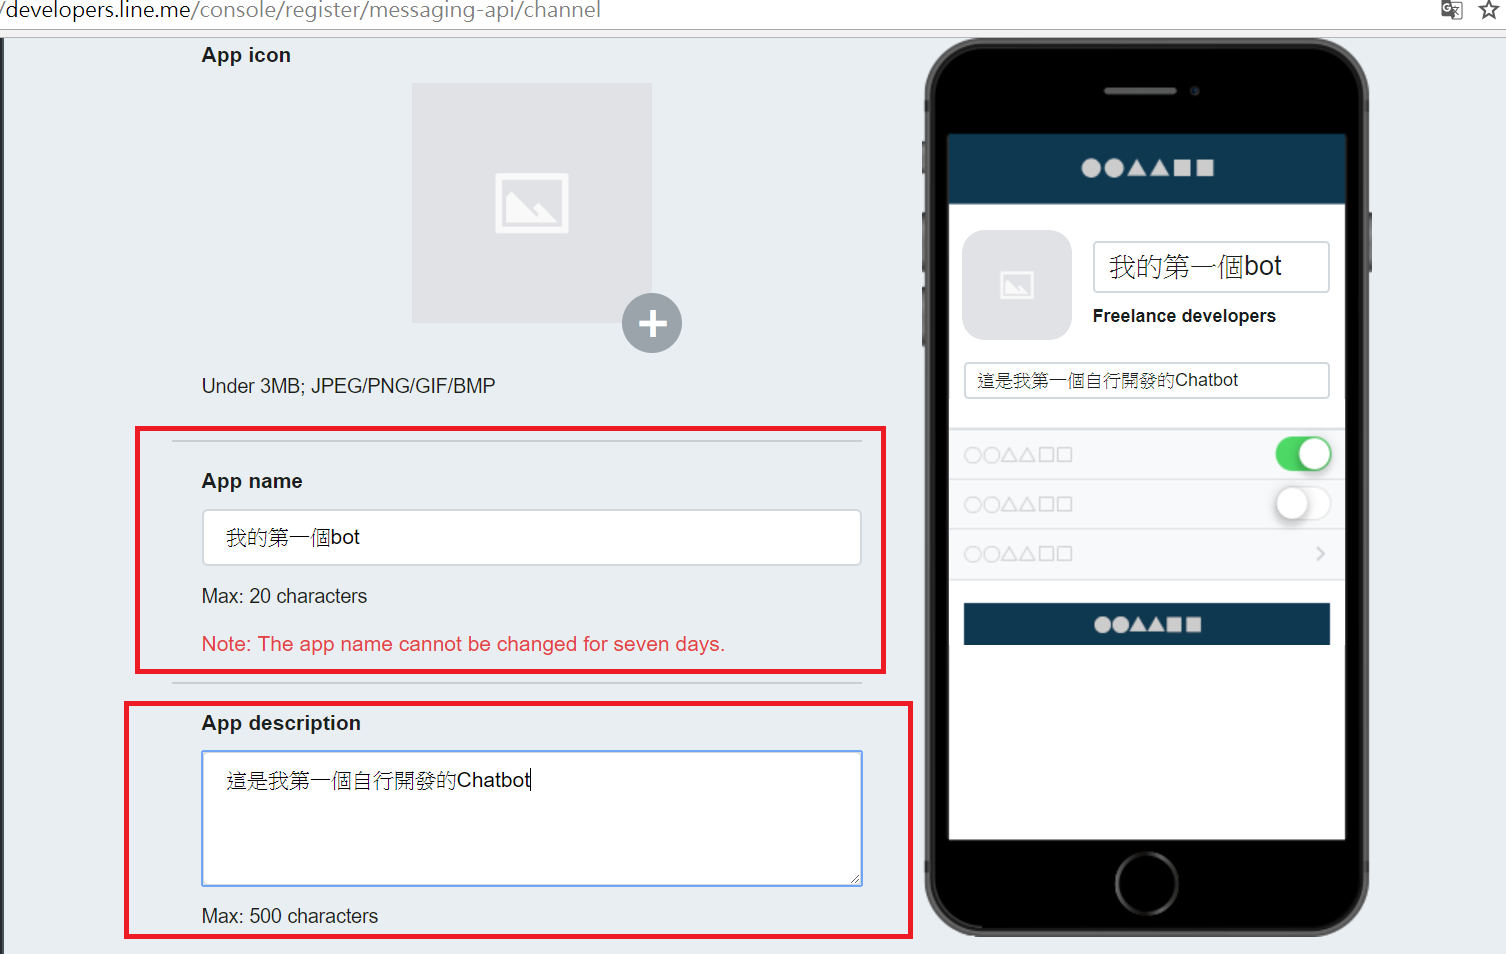 /developers.line.me/console/register/messaging-api/channel
App icon
Under 3MB; JPEG/PNG/GIF/BMP
App name
我的第一個bot
Max: 20 characters
Note: The app name cannot be changed for seven days.
App description
這是我第一個自行開發的Chatbot
Max: 500 characters
我的第一個bot
Freelance developers
這是我第一個自行開發的Chatbot